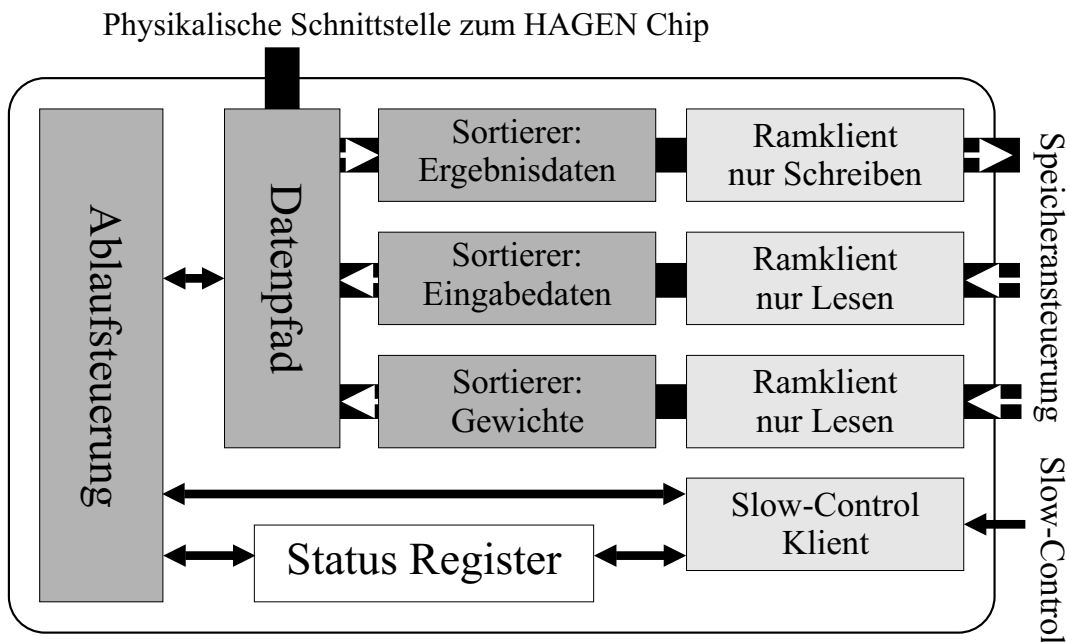 Physikalische Schnittstelle zum HAGEN Chip
Ablaufsteuerung
Datenpfad
Sortierer:
Ergebnisdaten
Ramklient
nur Schreiben
Sortierer:
Eingabedaten
Ramklient
nur Lesen
Sortierer:
Gewichte
Ramklient
nur Lesen
Speicheransteuerung
Status Register
Slow-Control
Klient
Slow-Control